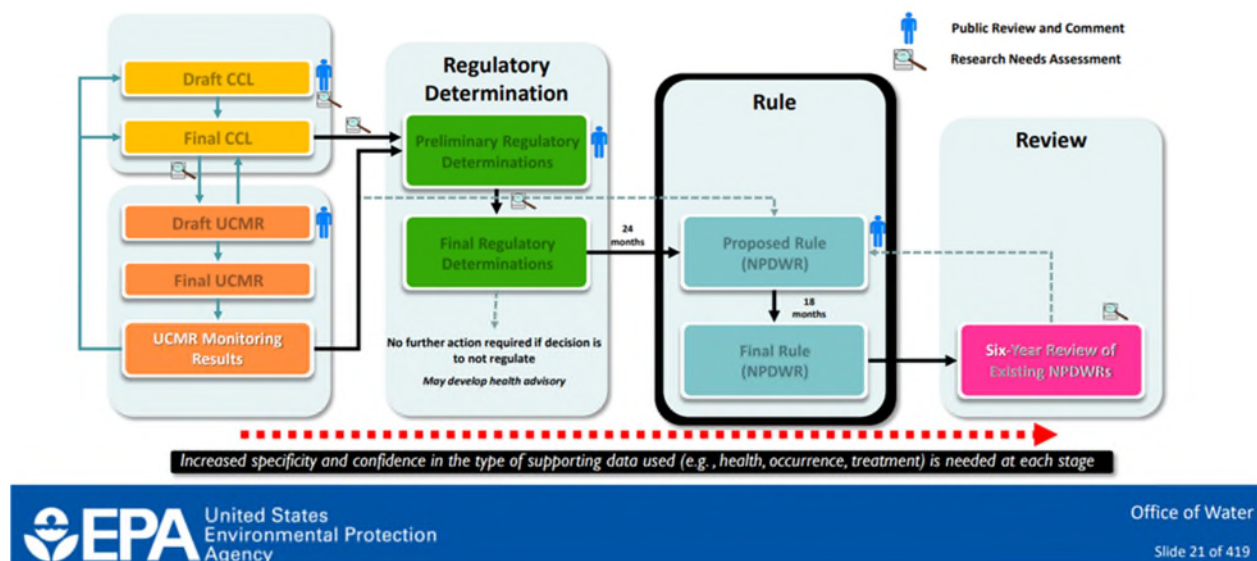 Public Review and Comment
Research Needs Assessment
Draft CCL
Final CCL
Draft UCMR
Final UCMR
UCMR Monitoring
Results
Regulatory
Determination
Preliminary Regulatory
Determinations
Final Regulatory
Determinations
No further action required if decision is
to not regulate
May develop health advisory
24
months
Rule
Proposed Rule
(NPDWR)
18
months
Final Rule
(NPDWR)
Review
Six-Year Review of
Existing NPDWRs
Increased specificity and confidence in the type of supporting data used (e.g., health, occurrence, treatment) is needed at each stage
EPA
United States
Environmental Protection
Agency
Office of Water
Slide 21 of 419